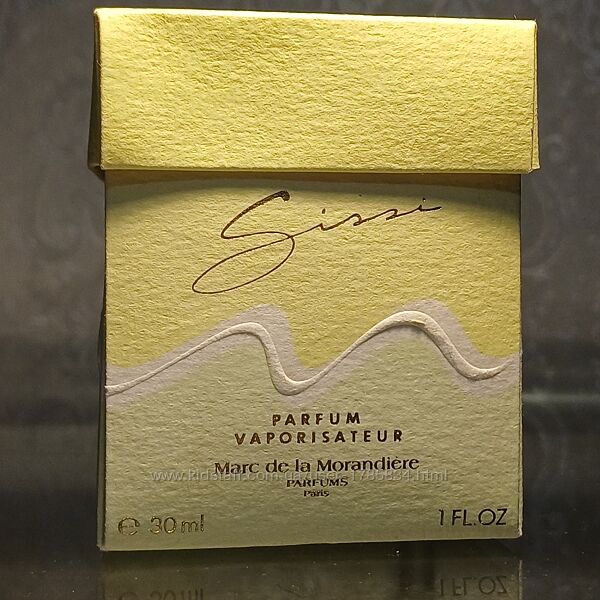 Sissi
PARFUM
VAPORISATEUR
Marc de la Morandière
PARFUMS
Paris
℮ 30 ml
1 FL.OZ